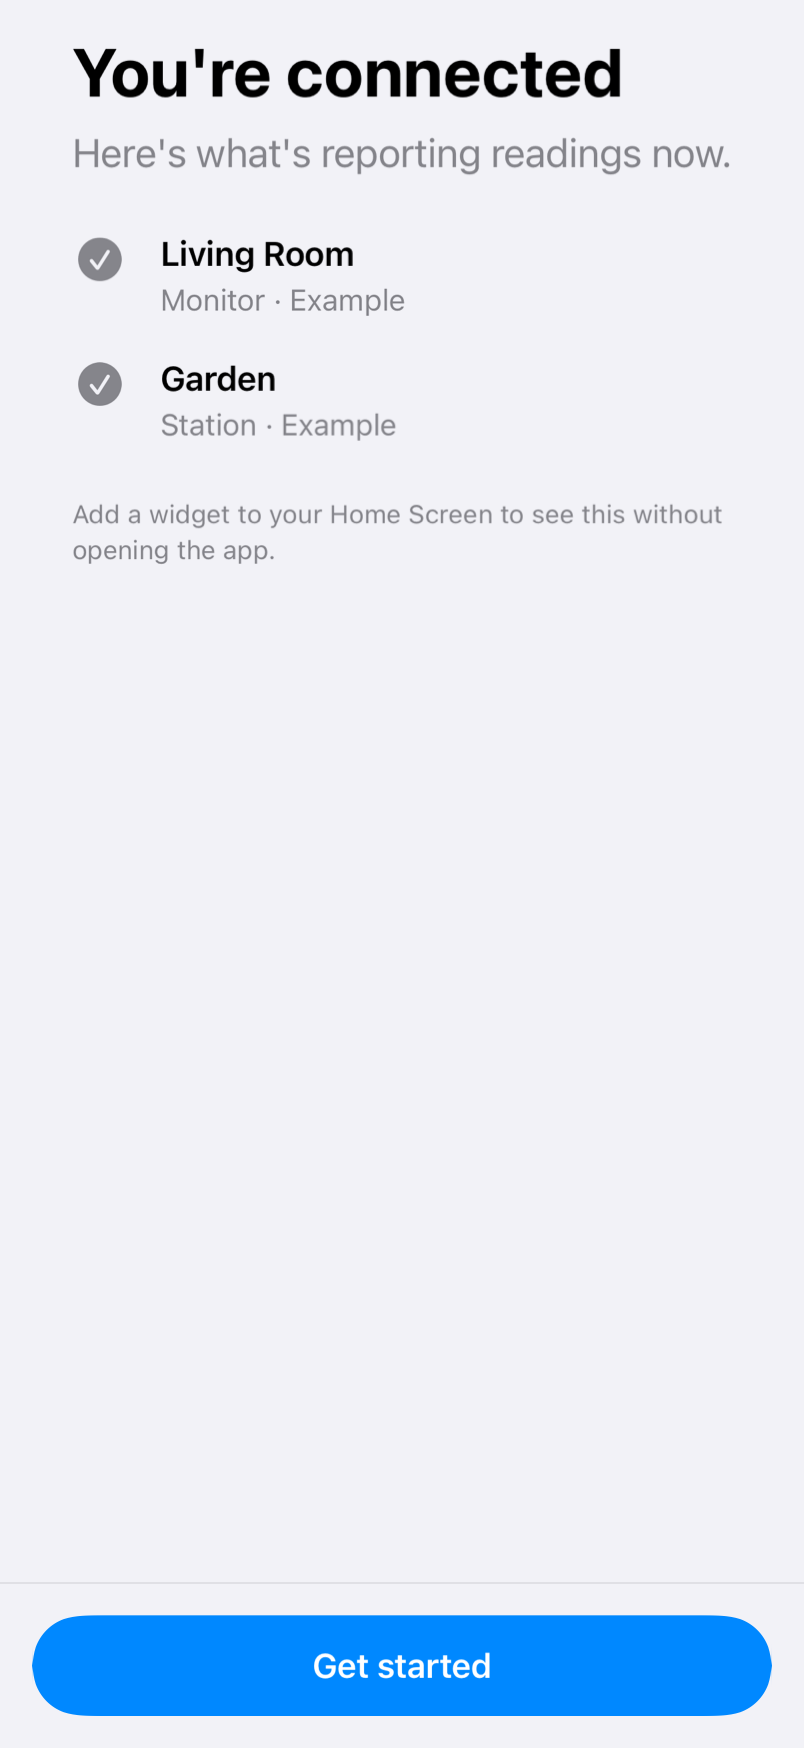 You're connected
Here's what's reporting readings now.
Living Room
Monitor · Example
Garden
Station · Example
Add a widget to your Home Screen to see this without
opening the app.
Get started